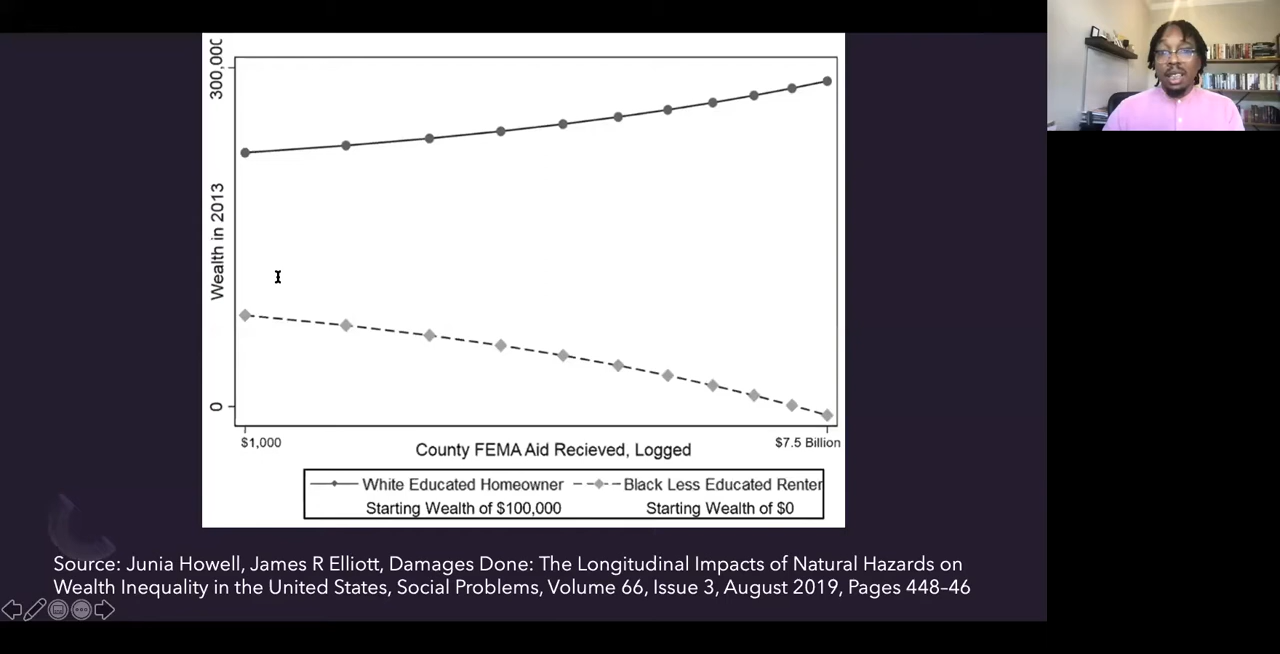 300,000
Wealth in 2013
0
$1,000
County FEMA Aid Recieved, Logged
$7.5 Billion
White Educated Homeowner
Black Less Educated Renter
Starting Wealth of $100,000
Starting Wealth of $0
Source: Junia Howell, James R Elliott, Damages Done: The Longitudinal Impacts of Natural Hazards on
Wealth Inequality in the United States, Social Problems, Volume 66, Issue 3, August 2019, Pages 448–46